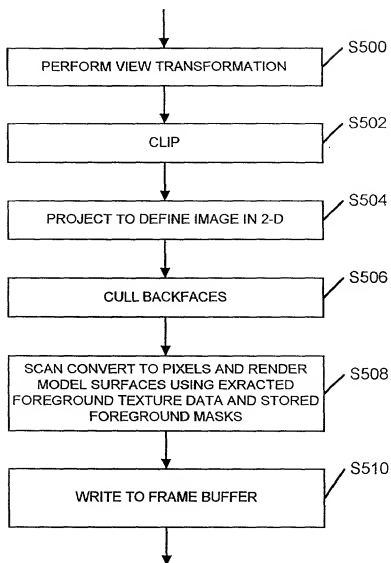 S500
PERFORM VIEW TRANSFORMATION
S502
CLIP
S504
PROJECT TO DEFINE IMAGE IN 2-D
S506
CULL BACKFACES
SCAN CONVERT TO PIXELS AND RENDER
MODEL SURFACES USING EXRACTED
FOREGROUND TEXTURE DATA AND STORED
FOREGROUND MASKS
S508
S510
WRITE TO FRAME BUFFER